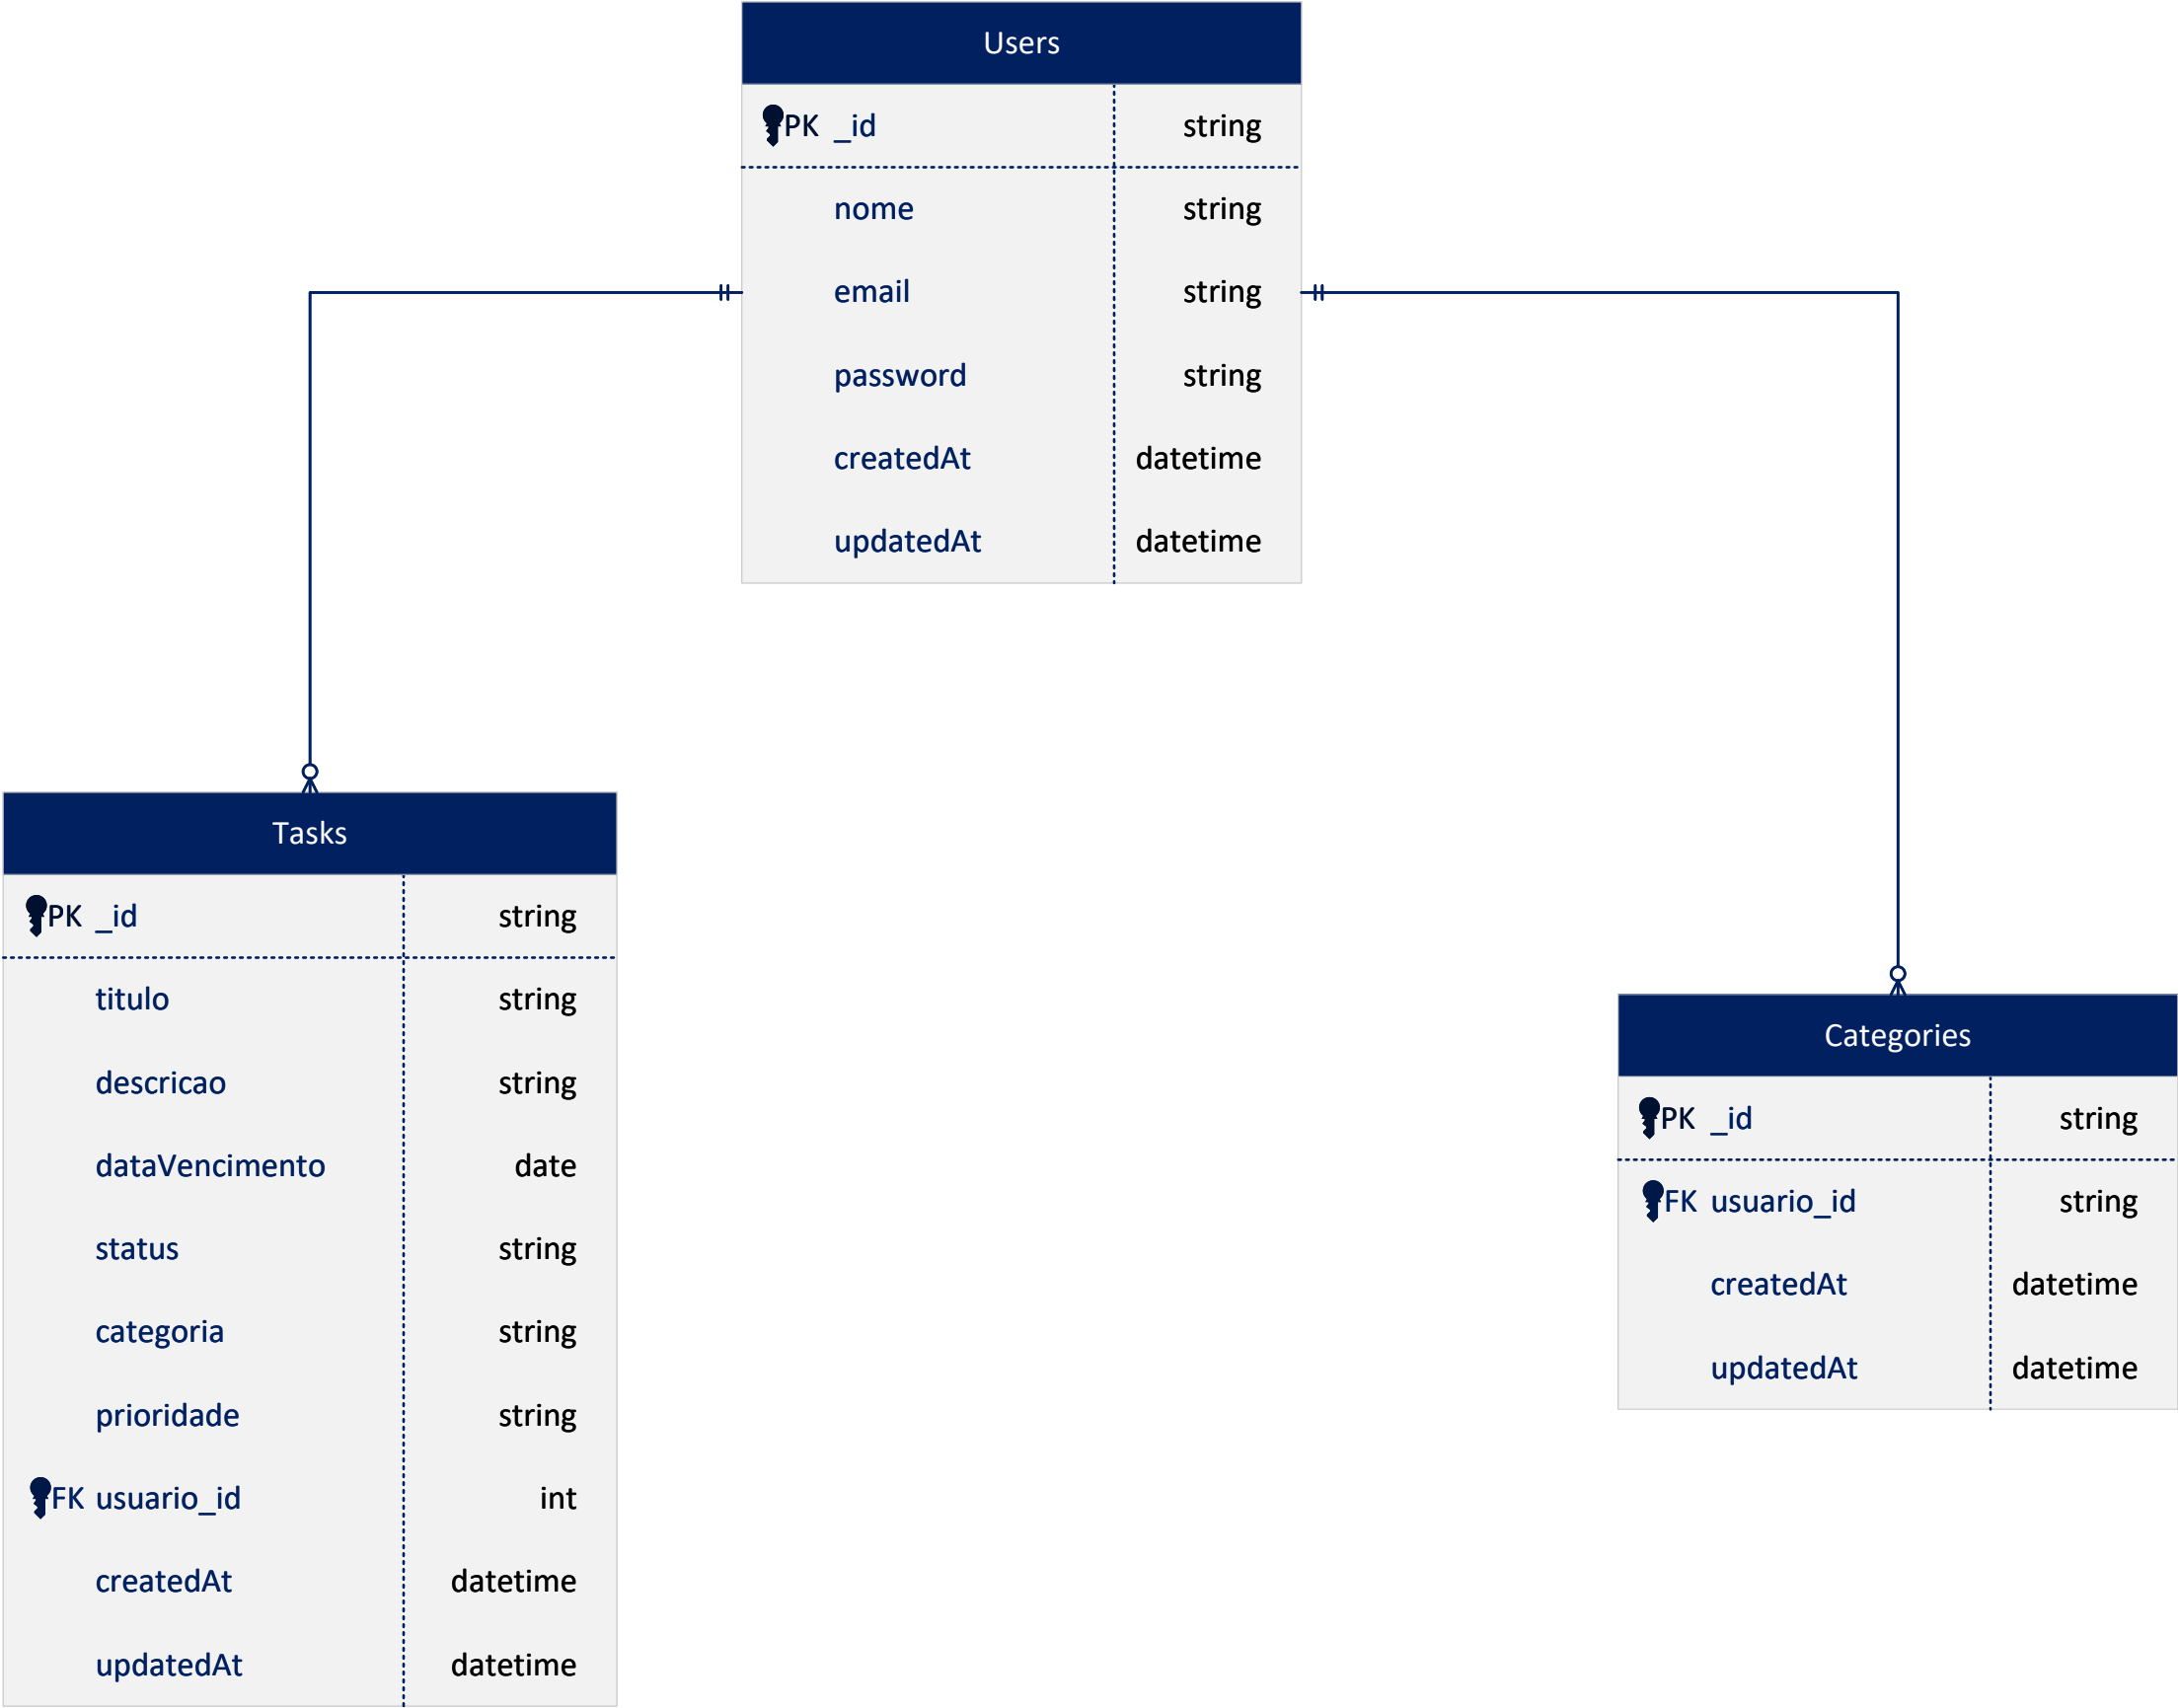 Users
PK _id string
nome string
email string
password string
createdAt datetime
updatedAt datetime
Tasks
PK _id string
titulo string
descricao string
dataVencimento date
status string
categoria string
prioridade string
FK usuario_id int
createdAt datetime
updatedAt datetime
Categories
PK _id string
FK usuario_id string
createdAt datetime
updatedAt datetime